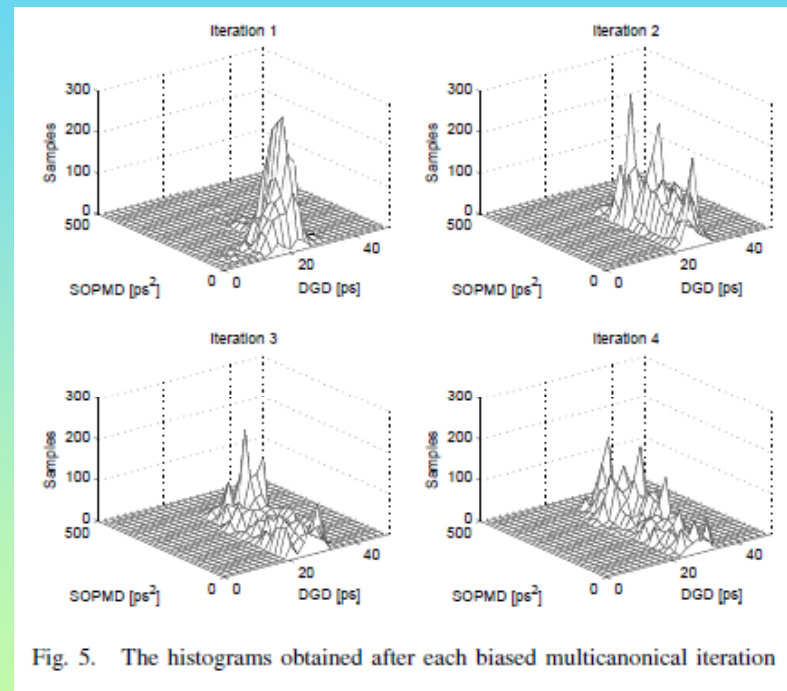 Iteration 1
300
200
100
0
500
Samples
SOPMD [ps²]
0
0
20
40
DGD [ps]
Iteration 2
300
200
100
0
500
Samples
SOPMD [ps²]
0
0
20
40
DGD [ps]
Iteration 3
300
200
100
0
500
Samples
SOPMD [ps²]
0
0
20
40
DGD [ps]
Iteration 4
300
200
100
0
500
Samples
SOPMD [ps²]
0
0
20
40
DGD [ps]
Fig. 5. The histograms obtained after each biased multicanonical iteration